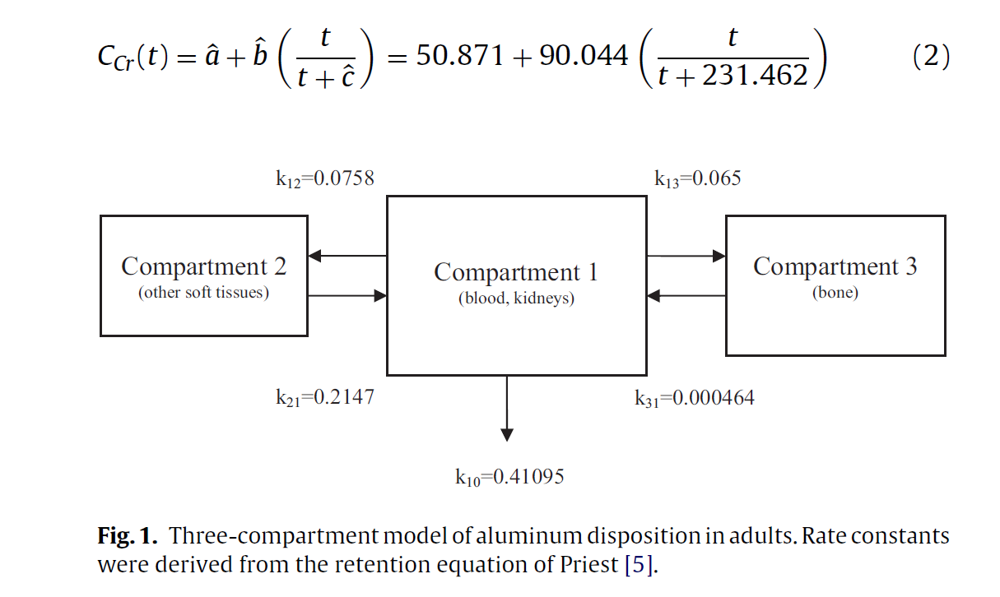 C_Cr(t) = â + b̂ (t / (t + ĉ)) = 50.871 + 90.044 (t / (t + 231.462)) (2)
k₁₂=0.0758
k₁₃=0.065
Compartment 2
(other soft tissues)
Compartment 1
(blood, kidneys)
Compartment 3
(bone)
k₂₁=0.2147
k₃₁=0.000464
k₁₀=0.41095
Fig. 1. Three-compartment model of aluminum disposition in adults. Rate constants
were derived from the retention equation of Priest [5].